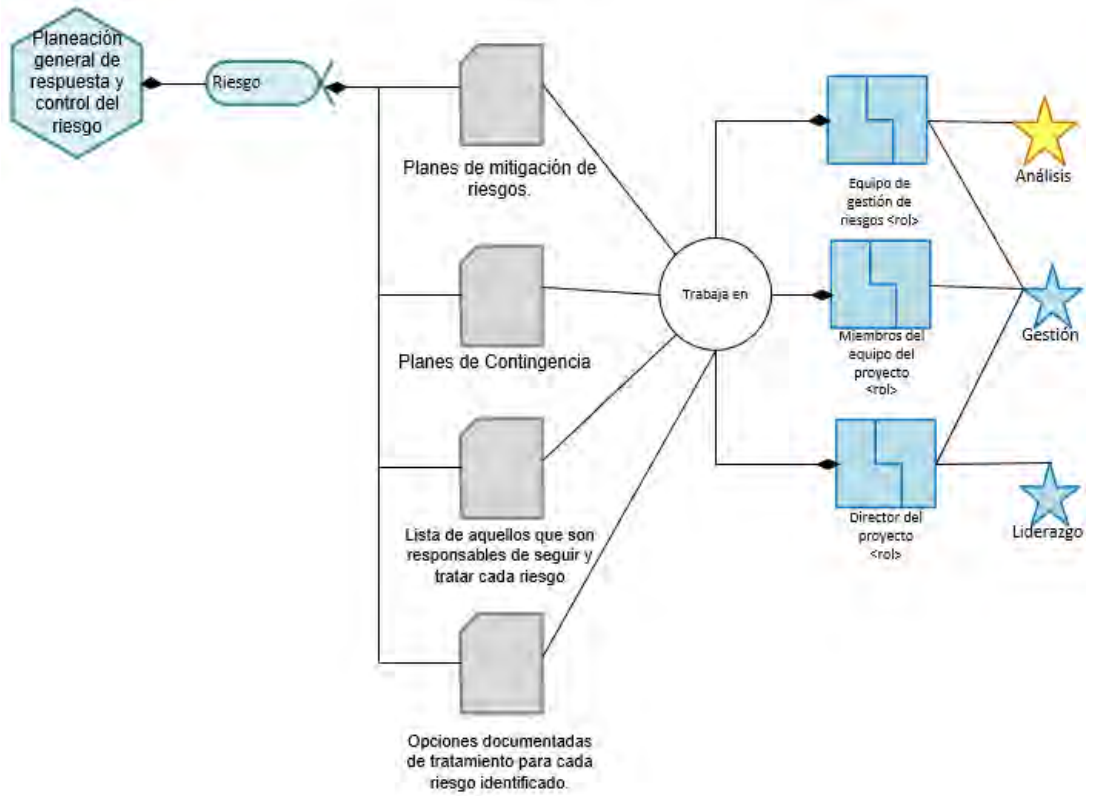 Planeación
general de
respuesta y
control del
riesgo
Riesgo
Planes de mitigación de
riesgos.
Planes de Contingencia
Lista de aquellos que son
responsables de seguir y
tratar cada riesgo
Opciones documentadas
de tratamiento para cada
riesgo identificado.
Trabaja en
Equipo de
gestión de
riesgos <rol>
Miembros del
equipo del
proyecto
<rol>
Director del
proyecto
<rol>
Análisis
Gestión
Liderazgo